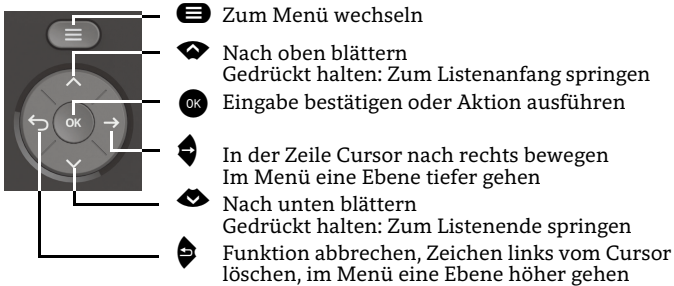 Zum Menü wechseln
Nach oben blättern
Gedrückt halten: Zum Listenanfang springen
OK
Eingabe bestätigen oder Aktion ausführen
OK
In der Zeile Cursor nach rechts bewegen
Im Menü eine Ebene tiefer gehen
Nach unten blättern
Gedrückt halten: Zum Listenende springen
Funktion abbrechen, Zeichen links vom Cursor
löschen, im Menü eine Ebene höher gehen